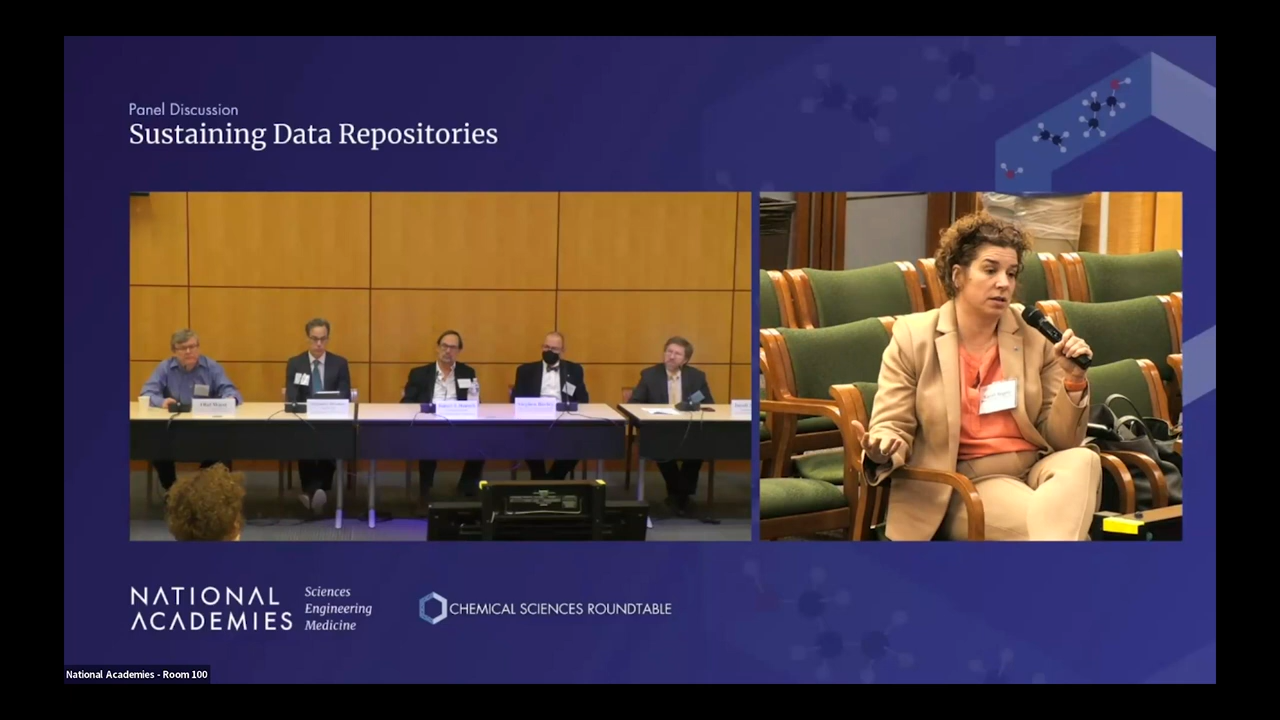 Panel Discussion
Sustaining Data Repositories
NATIONAL
ACADEMIES
Sciences
Engineering
Medicine
CHEMICAL SCIENCES ROUNDTABLE
National Academies - Room 100